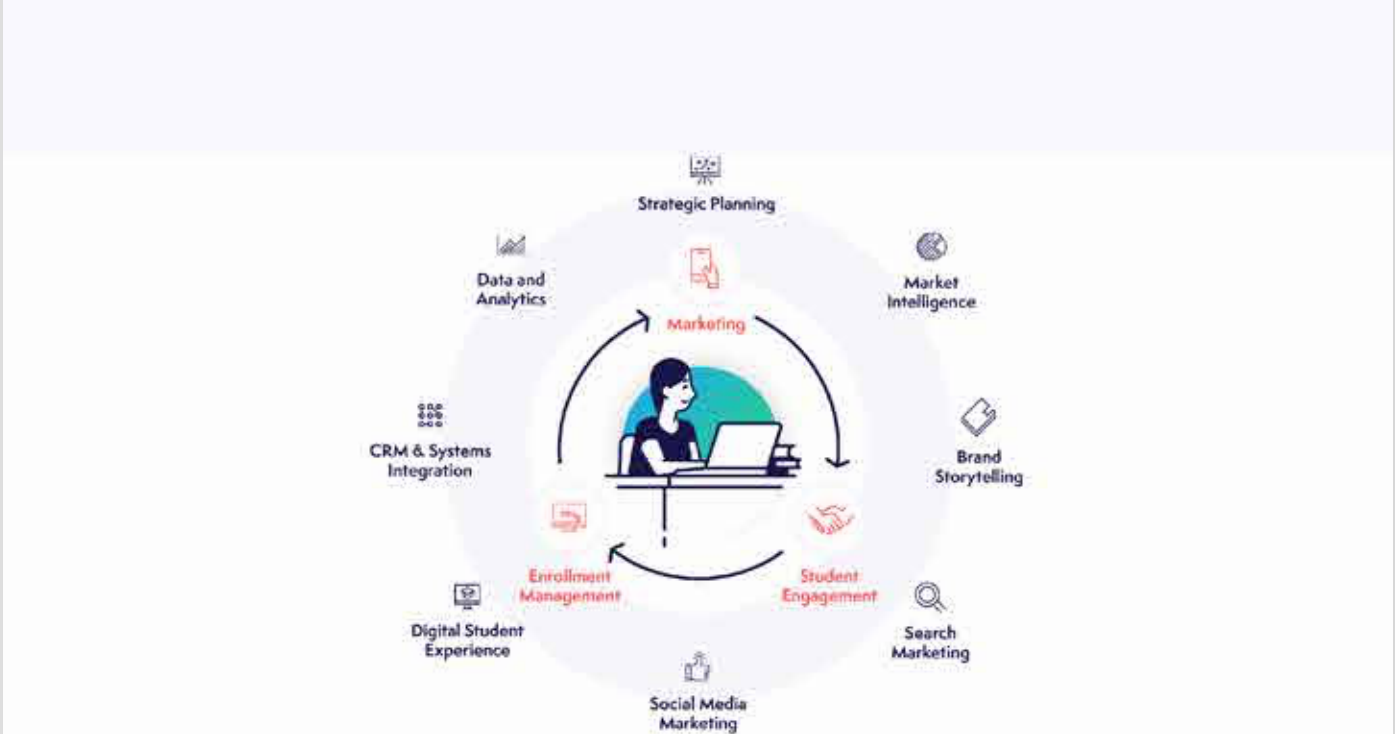 Strategic Planning
Data and
Analytics
Market
Intelligence
Marketing
CRM & Systems
Integration
Brand
Storytelling
Enrollment
Management
Student
Engagement
Digital Student
Experience
Search
Marketing
Social Media
Marketing